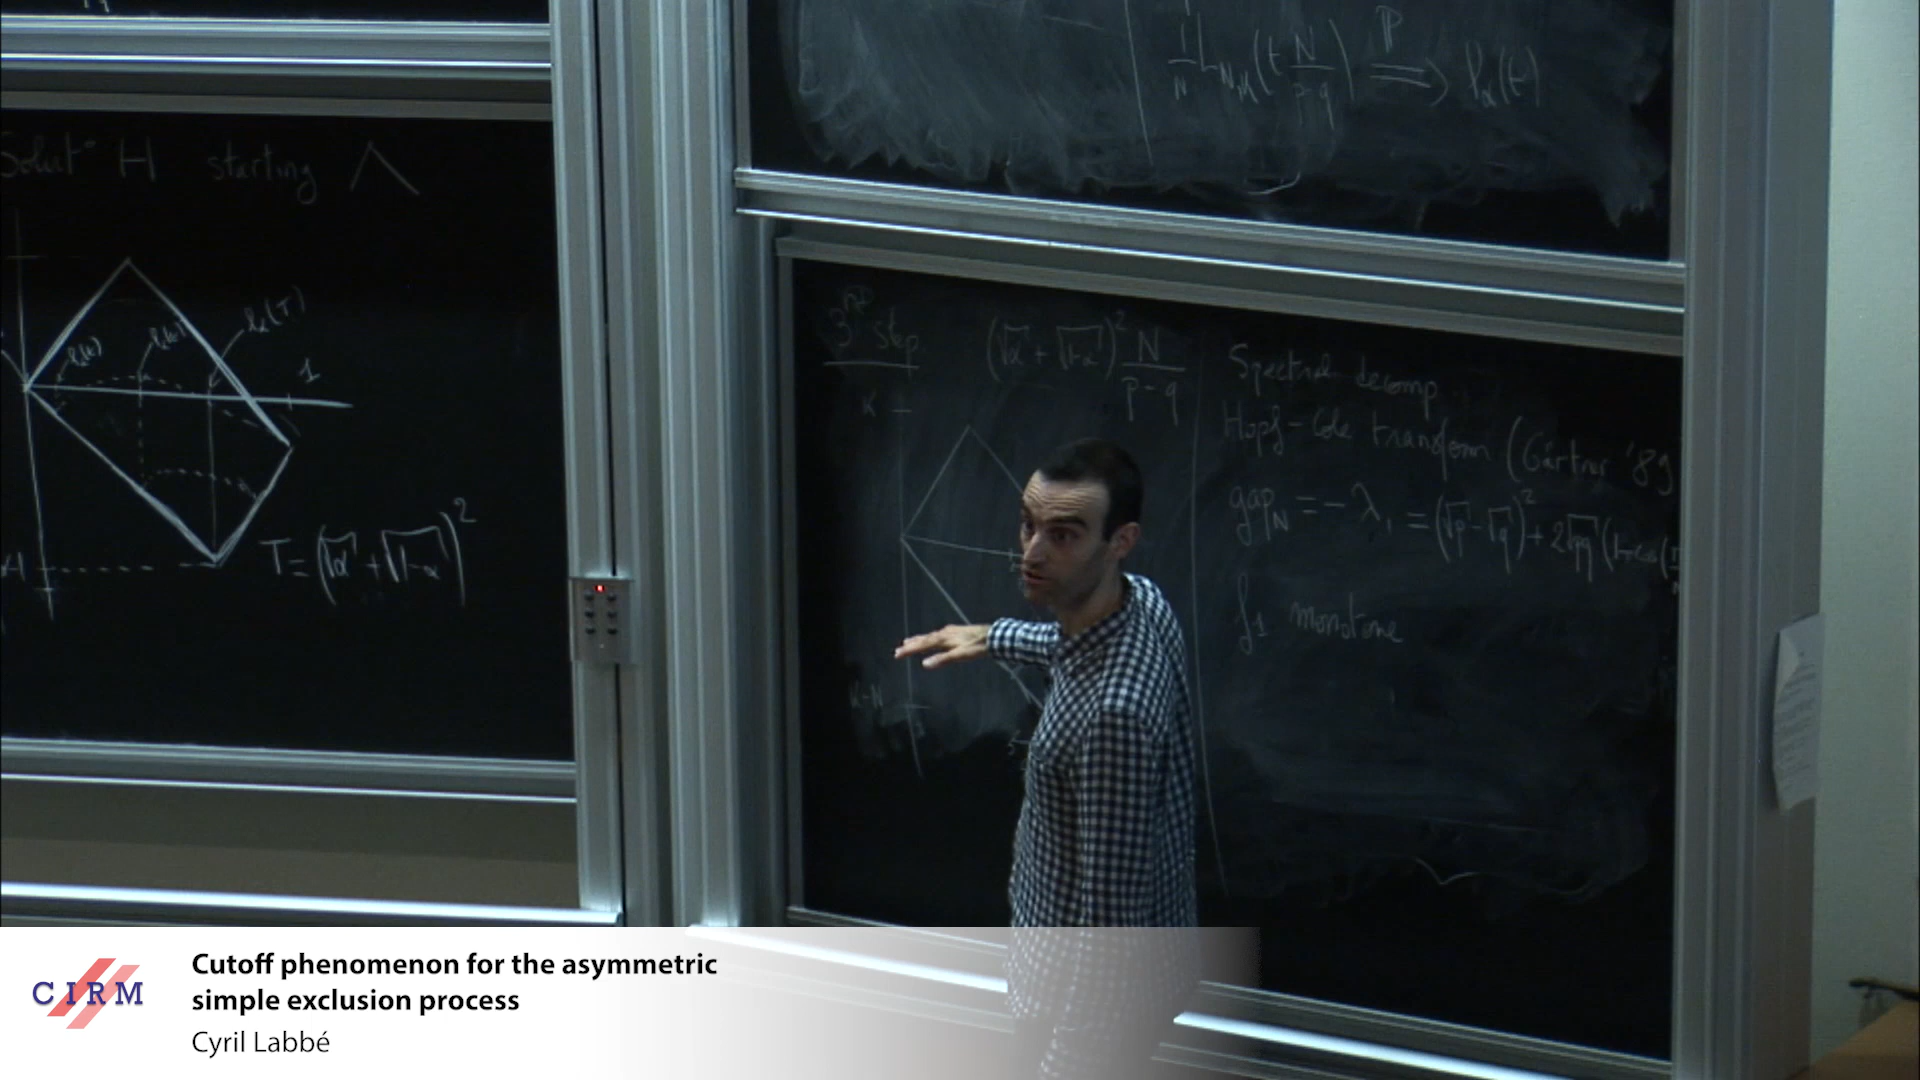 Solut° H starting Λ
l_α(T)
1
T = (√α + √1-α)²
1/N L_{N,k}(t N/(p-q)) ⟹^ℙ l_α(t)
3rd step
(√α + √1-α)² N/(p-q)
k
k-N
Spectral decomp
Hopf-Cole transform (Gärtner '89
gap_N = -λ₁ = (√p-√q)² + 2√pq (1-cos(
f₁ monotone
CIRM
Cutoff phenomenon for the asymmetric
simple exclusion process
Cyril Labbé